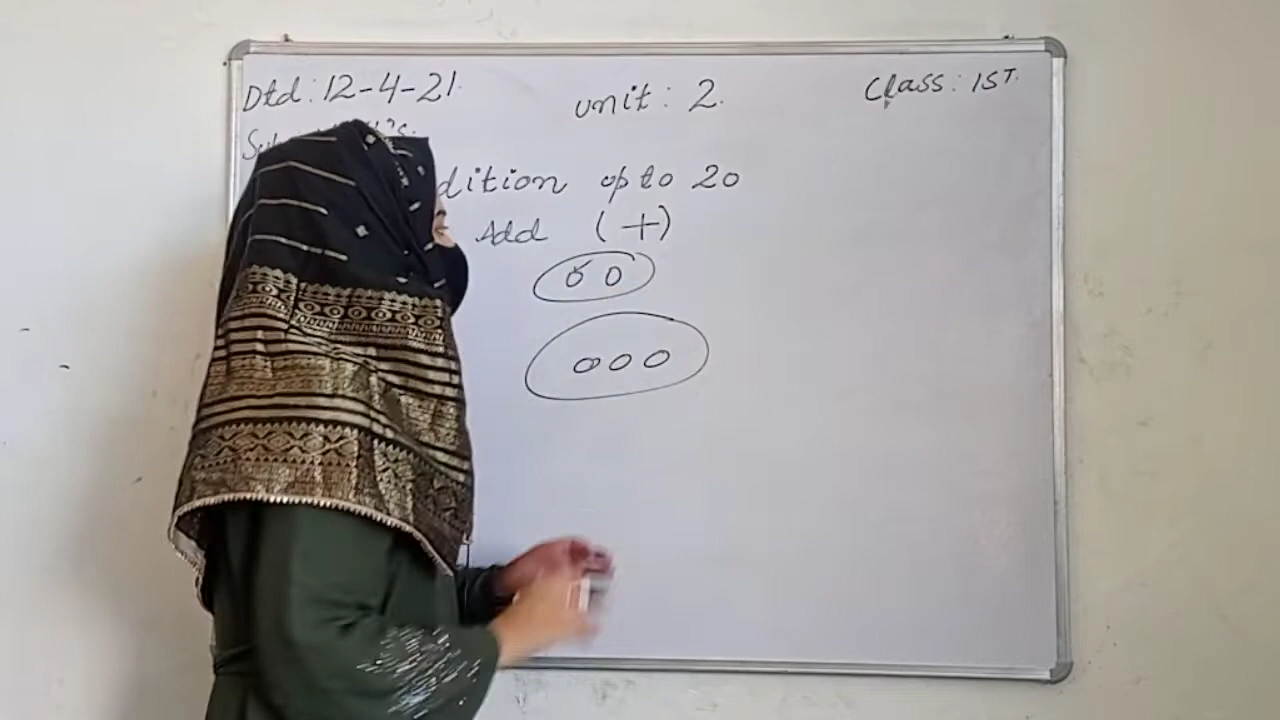 Dtd: 12-4-21. unit: 2. Class: 1ST.
dition upto 20
Add (+)